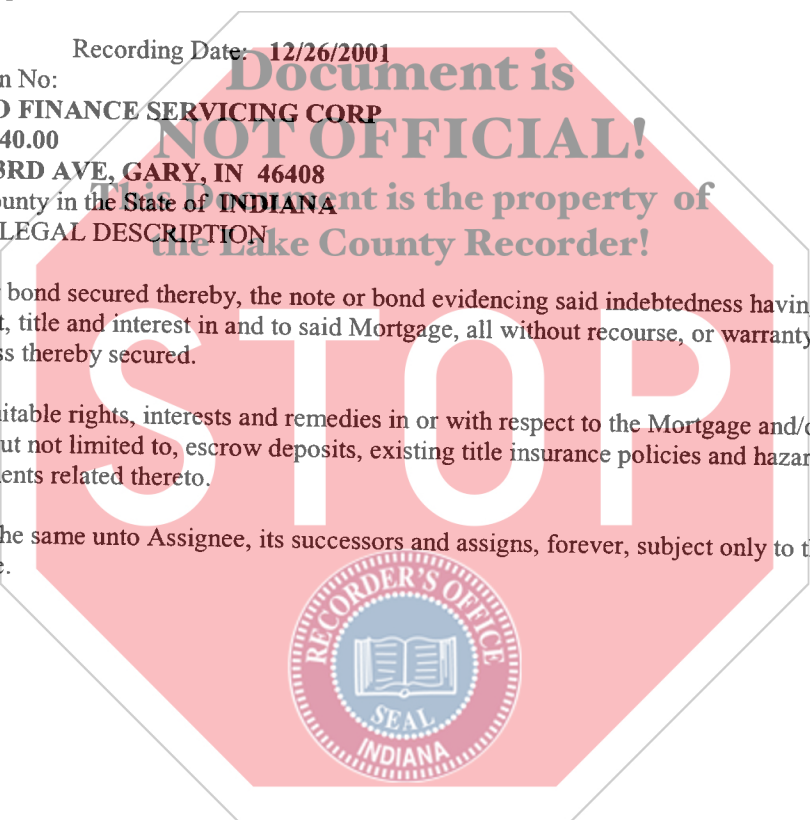 Recording Date: 12/26/2001
Document is
n No:
FINANCE SERVICING CORP
NOT OFFICIAL!
40.00
3RD AVE, GARY, IN 46408
This Document is the property of
unty in the State of INDIANA
LEGAL DESCRIPTION
the Lake County Recorder!
bond secured thereby, the note or bond evidencing said indebtedness havin
t, title and interest in and to said Mortgage, all without recourse, or warranty
ss thereby secured.
STOP
itable rights, interests and remedies in or with respect to the Mortgage and/
ut not limited to, escrow deposits, existing title insurance policies and hazar
ents related thereto.
he same unto Assignee, its successors and assigns, forever, subject only to t
e.
RECORDER'S OFFICE
SEAL
INDIANA